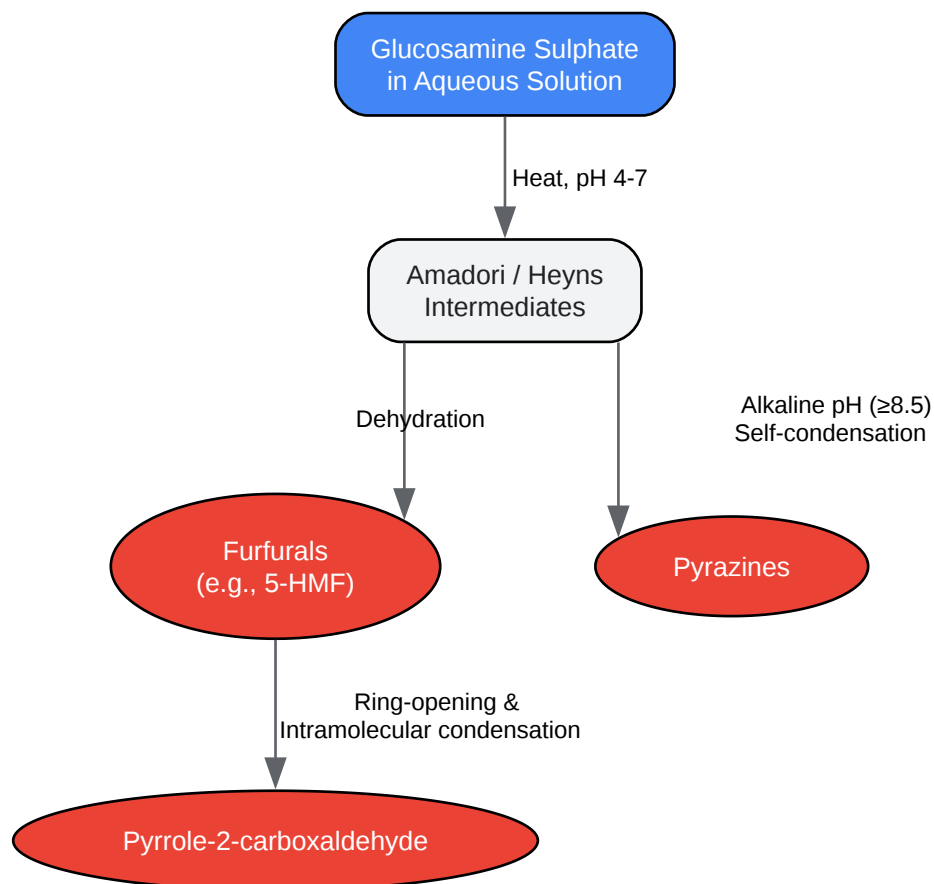 Glucosamine Sulphate
in Aqueous Solution
Heat, pH 4-7
Amadori / Heyns
Intermediates
Dehydration
Alkaline pH (≥8.5)
Self-condensation
Furfurals
(e.g., 5-HMF)
Pyrazines
Ring-opening &
Intramolecular condensation
Pyrrole-2-carboxaldehyde